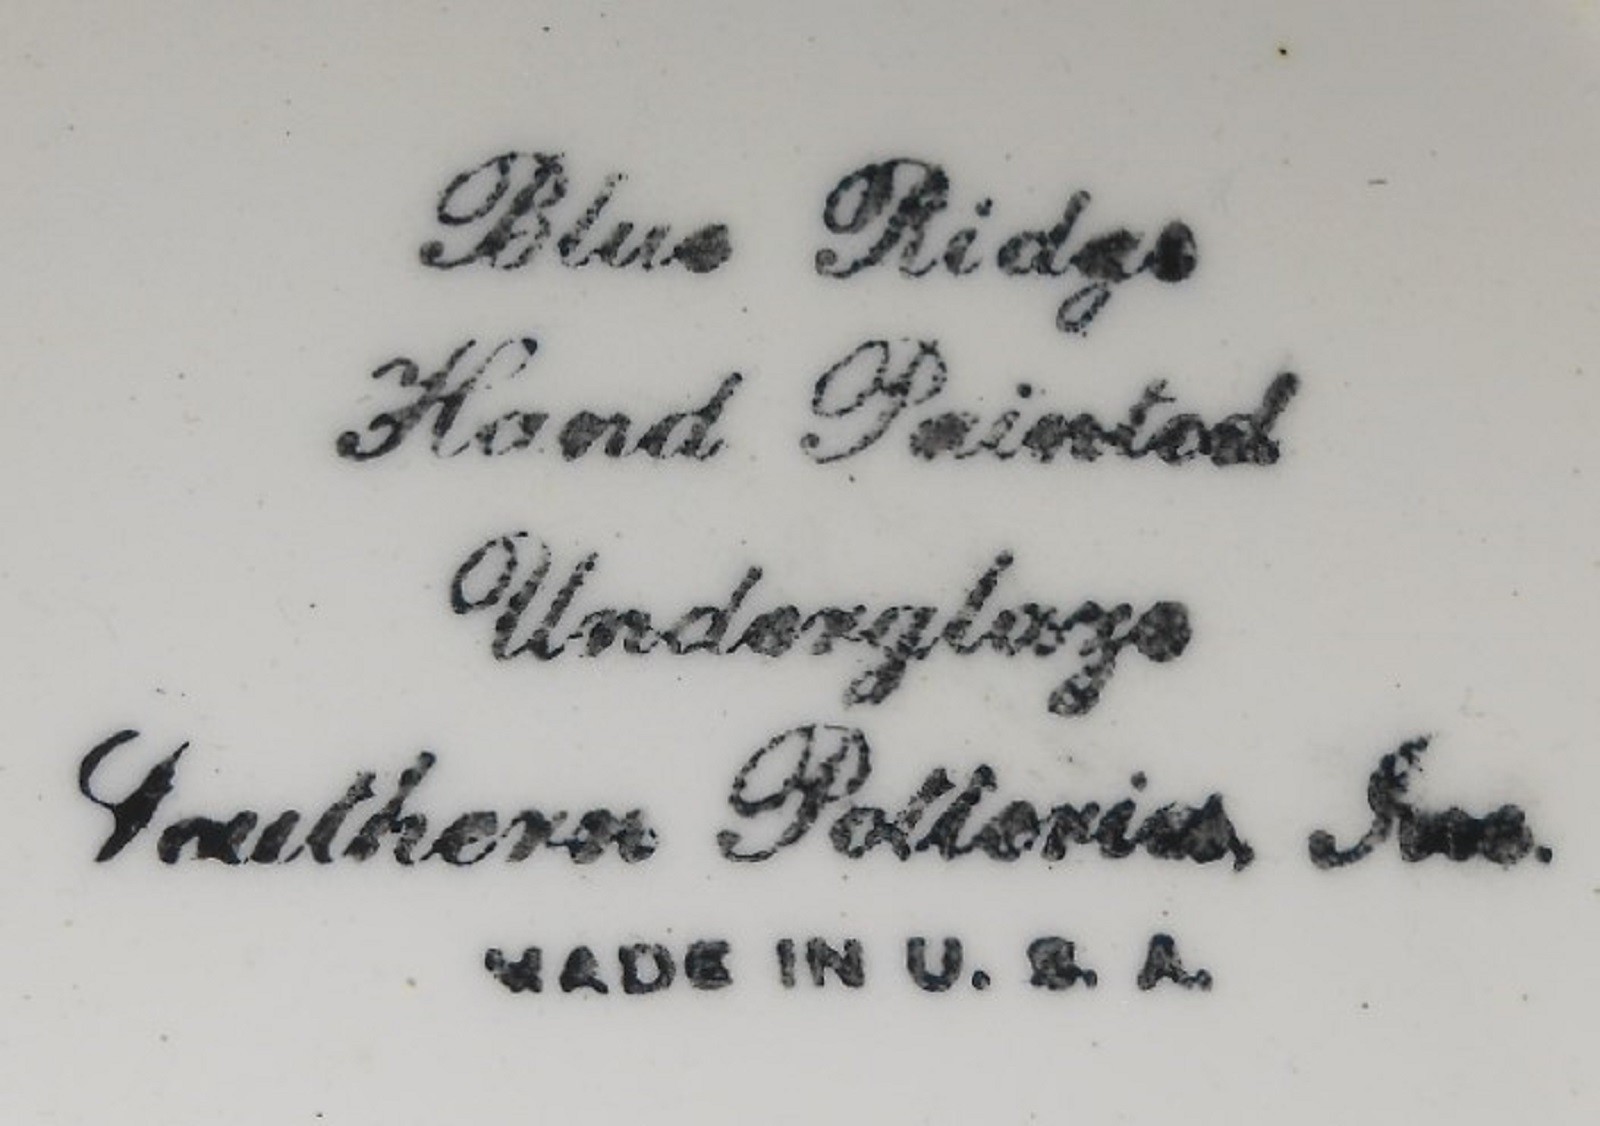 Blue Ridge
Hand Painted
Underglaze
Southern Potteries, Inc.
MADE IN U. S. A.